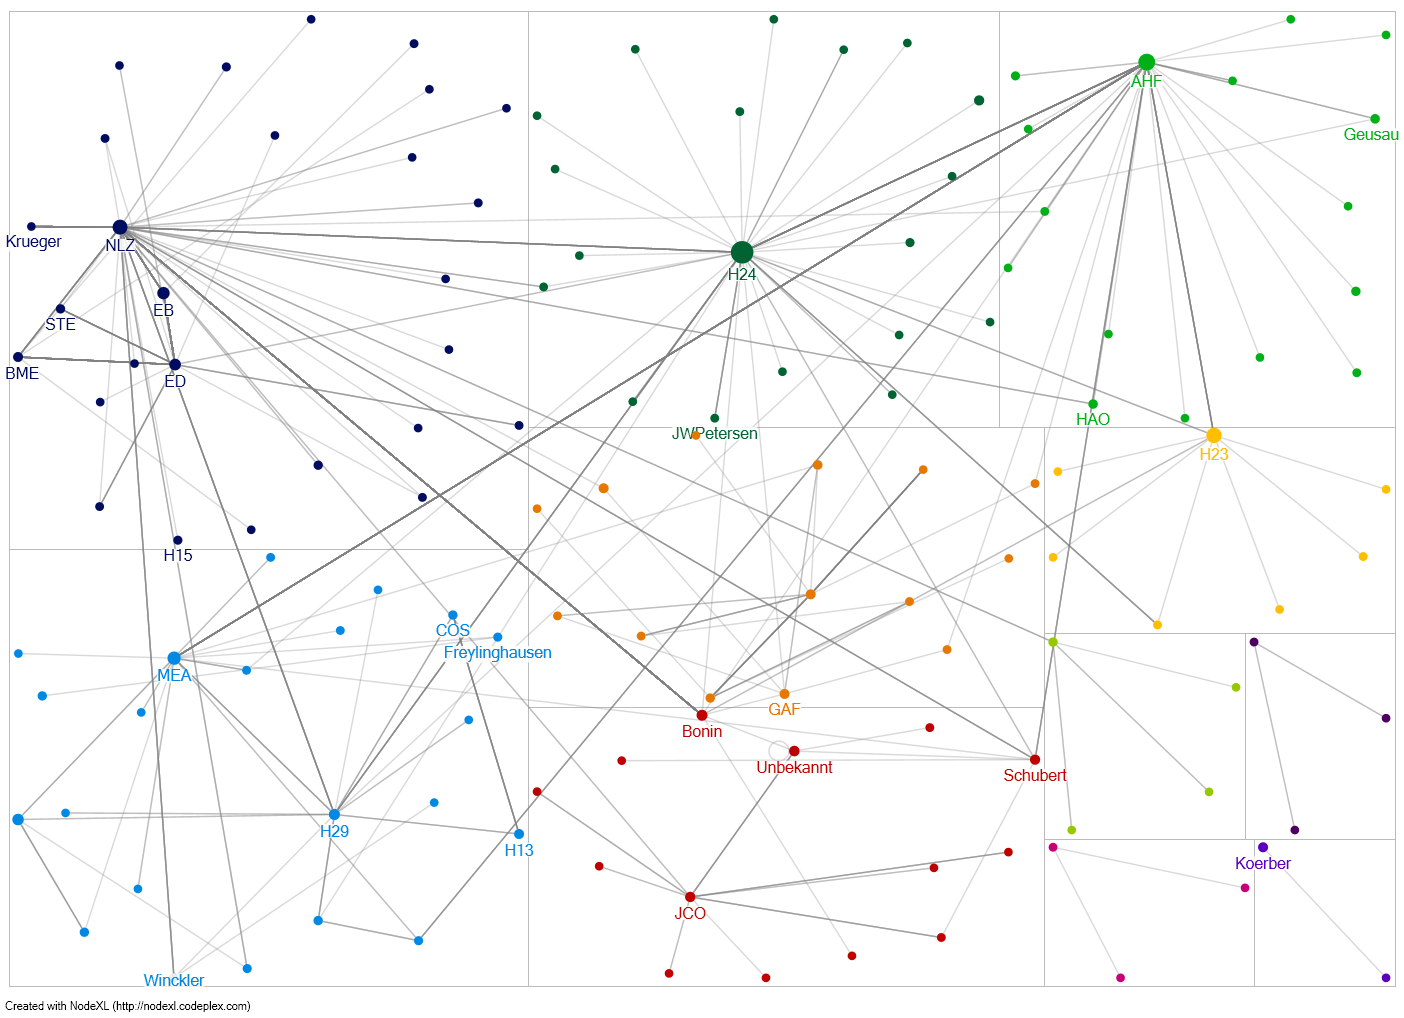 AHF
Geusau
Krueger
NLZ
H24
EB
STE
BME
ED
HAO
JWPetersen
H23
H15
COS
Freylinghausen
MEA
GAF
Bonin
Unbekannt
Schubert
H29
H13
Koerber
JCO
Winckler
Created with NodeXL (http://nodexl.codeplex.com)